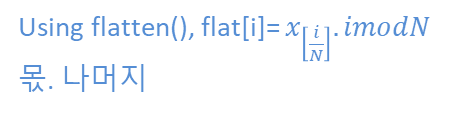 Using flatten(), flat[i]= x⌊i/N⌋.imodN
몫. 나머지